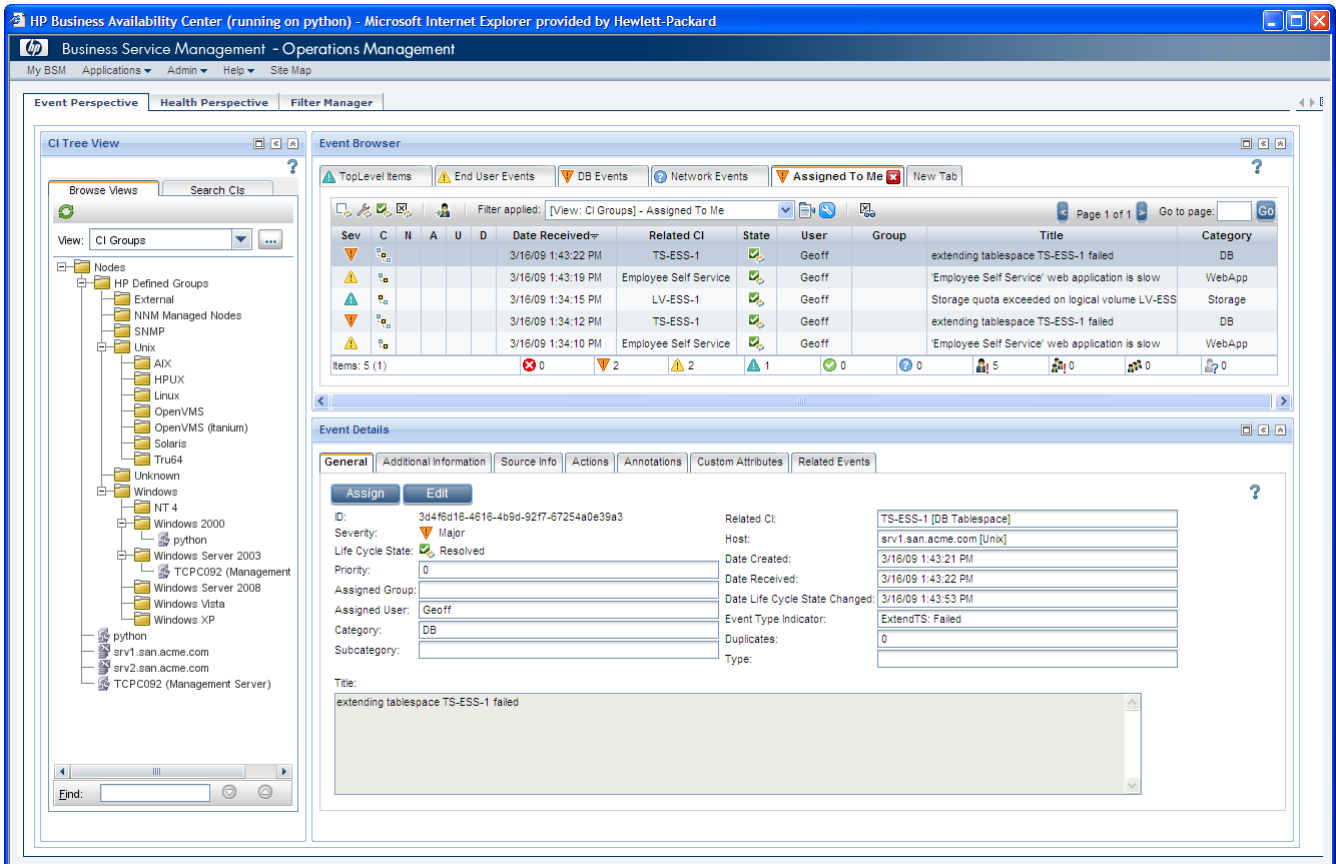 HP Business Availability Center (running on python) - Microsoft Internet Explorer provided by Hewlett-Packard
hp Business Service Management - Operations Management
My BSM Applications Admin Help Site Map
Event Perspective Health Perspective Filter Manager
CI Tree View
?
Browse Views Search CIs
View: CI Groups ...
Nodes
HP Defined Groups
External
NNM Managed Nodes
SNMP
Unix
AIX
HPUX
Linux
OpenVMS
OpenVMS (itanium)
Solaris
Tru64
Unknown
Windows
NT 4
Windows 2000
python
Windows Server 2003
TCPC092 (Management
Windows Server 2008
Windows Vista
Windows XP
python
srv1.san.acme.com
srv2.san.acme.com
TCPC092 (Management Server)
Find:
Event Browser
?
TopLevel Items End User Events DB Events Network Events Assigned To Me New Tab
Filter applied: [View: CI Groups] - Assigned To Me Page 1 of 1 Go to page: Go
Sev C N A U D Date Received Related CI State User Group Title Category
3/16/09 1:43:22 PM TS-ESS-1 Geoff extending tablespace TS-ESS-1 failed DB
3/16/09 1:43:19 PM Employee Self Service Geoff 'Employee Self Service' web application is slow WebApp
3/16/09 1:34:15 PM LV-ESS-1 Geoff Storage quota exceeded on logical volume LV-ESS Storage
3/16/09 1:34:12 PM TS-ESS-1 Geoff extending tablespace TS-ESS-1 failed DB
3/16/09 1:34:10 PM Employee Self Service Geoff 'Employee Self Service' web application is slow WebApp
Items: 5 (1) 0 2 2 1 0 0 5 0 0 0
Event Details
General Additional Information Source Info Actions Annotations Custom Attributes Related Events
Assign Edit ?
ID: 3d4f6d16-4616-4b9d-92f7-67254a0e39a3
Severity: Major
Life Cycle State: Resolved
Priority: 0
Assigned Group:
Assigned User: Geoff
Category: DB
Subcategory:
Related CI: TS-ESS-1 [DB Tablespace]
Host: srv1.san.acme.com [Unix]
Date Created: 3/16/09 1:43:21 PM
Date Received: 3/16/09 1:43:22 PM
Date Life Cycle State Changed: 3/16/09 1:43:53 PM
Event Type Indicator: ExtendTS: Failed
Duplicates: 0
Type:
Title:
extending tablespace TS-ESS-1 failed